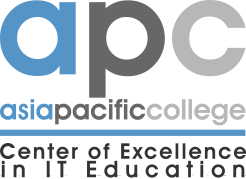 apc
asiapacificcollege
Center of Excellence
in IT Education